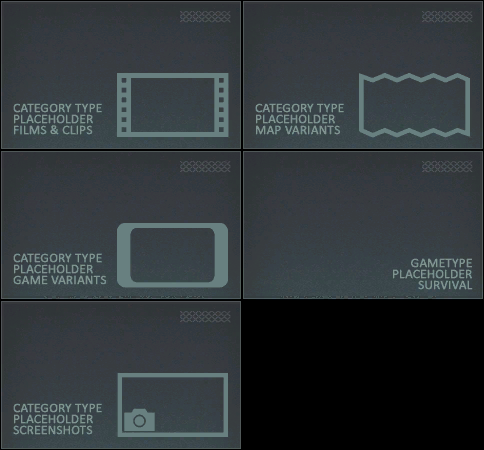 CATEGORY TYPE
PLACEHOLDER
FILMS & CLIPS
CATEGORY TYPE
PLACEHOLDER
MAP VARIANTS
CATEGORY TYPE
PLACEHOLDER
GAME VARIANTS
GAMETYPE
PLACEHOLDER
SURVIVAL
CATEGORY TYPE
PLACEHOLDER
SCREENSHOTS